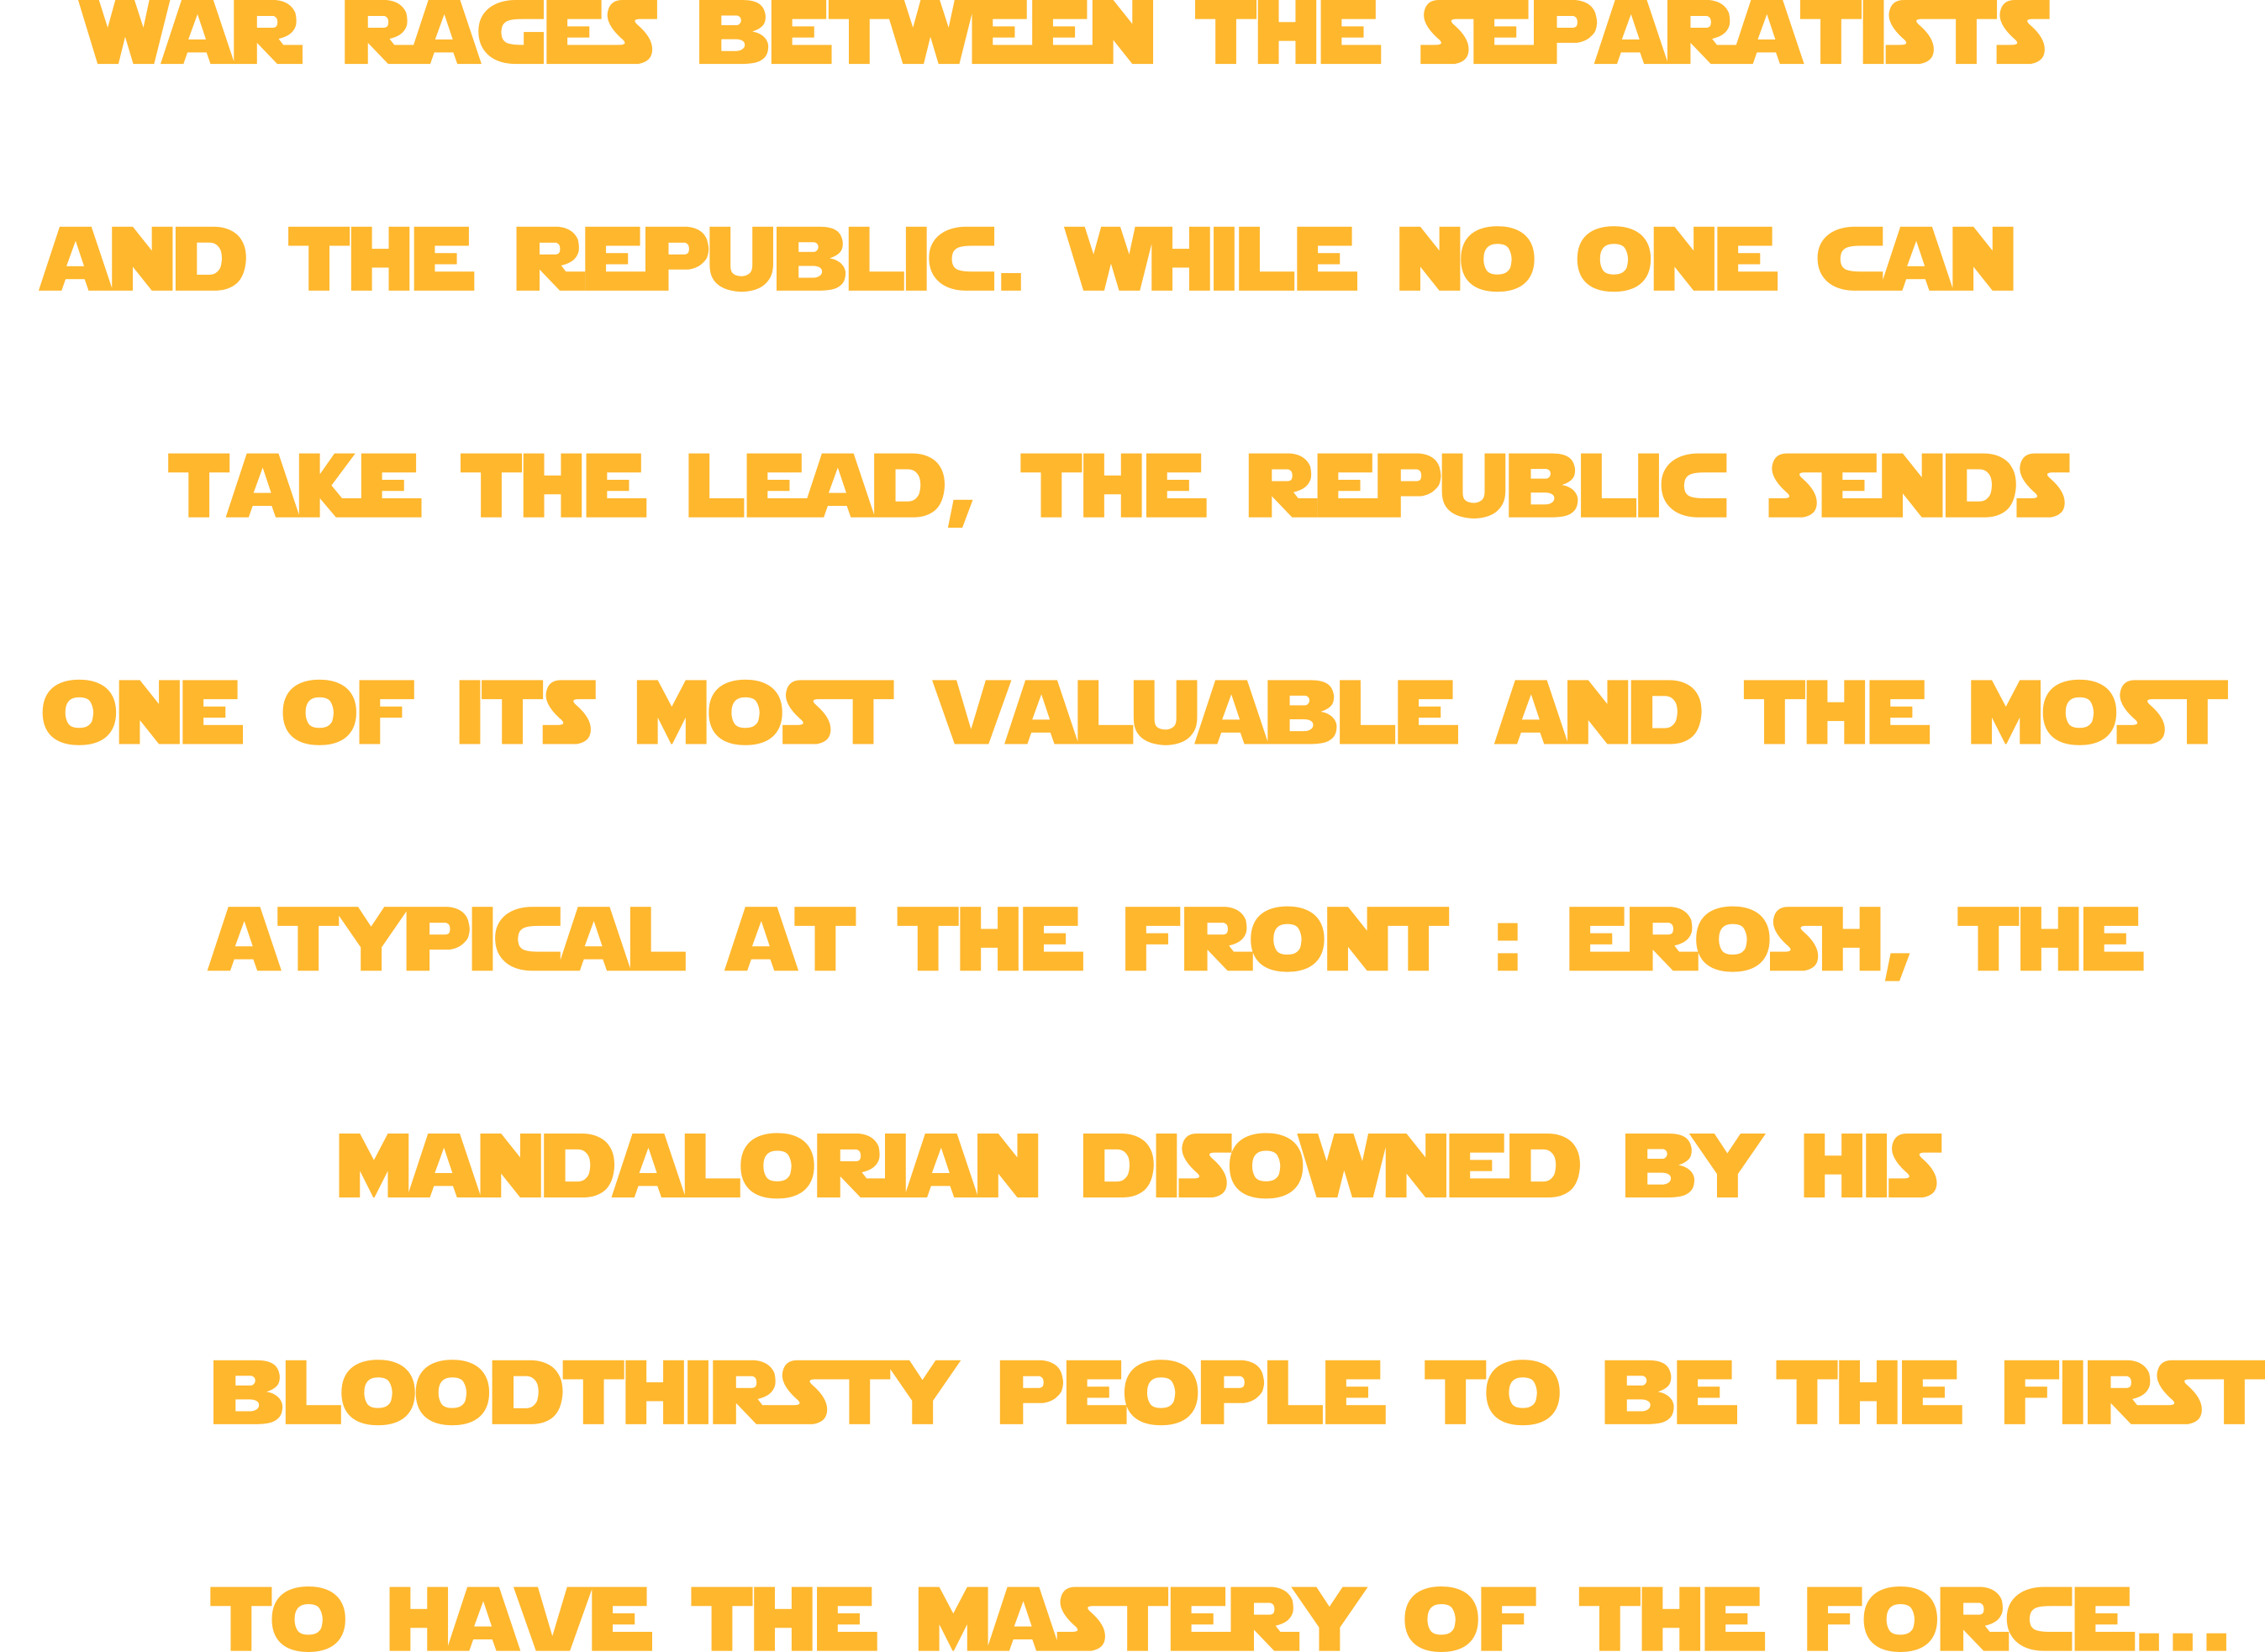 WAR RAGES BETWEEN THE SEPARATISTS
AND THE REPUBLIC. WHILE NO ONE CAN
TAKE THE LEAD, THE REPUBLIC SENDS
ONE OF ITS MOST VALUABLE AND THE MOST
ATYPICAL AT THE FRONT : EROSH, THE
MANDALORIAN DISOWNED BY HIS
BLOODTHIRSTY PEOPLE TO BE THE FIRST
TO HAVE THE MASTERY OF THE FORCE...